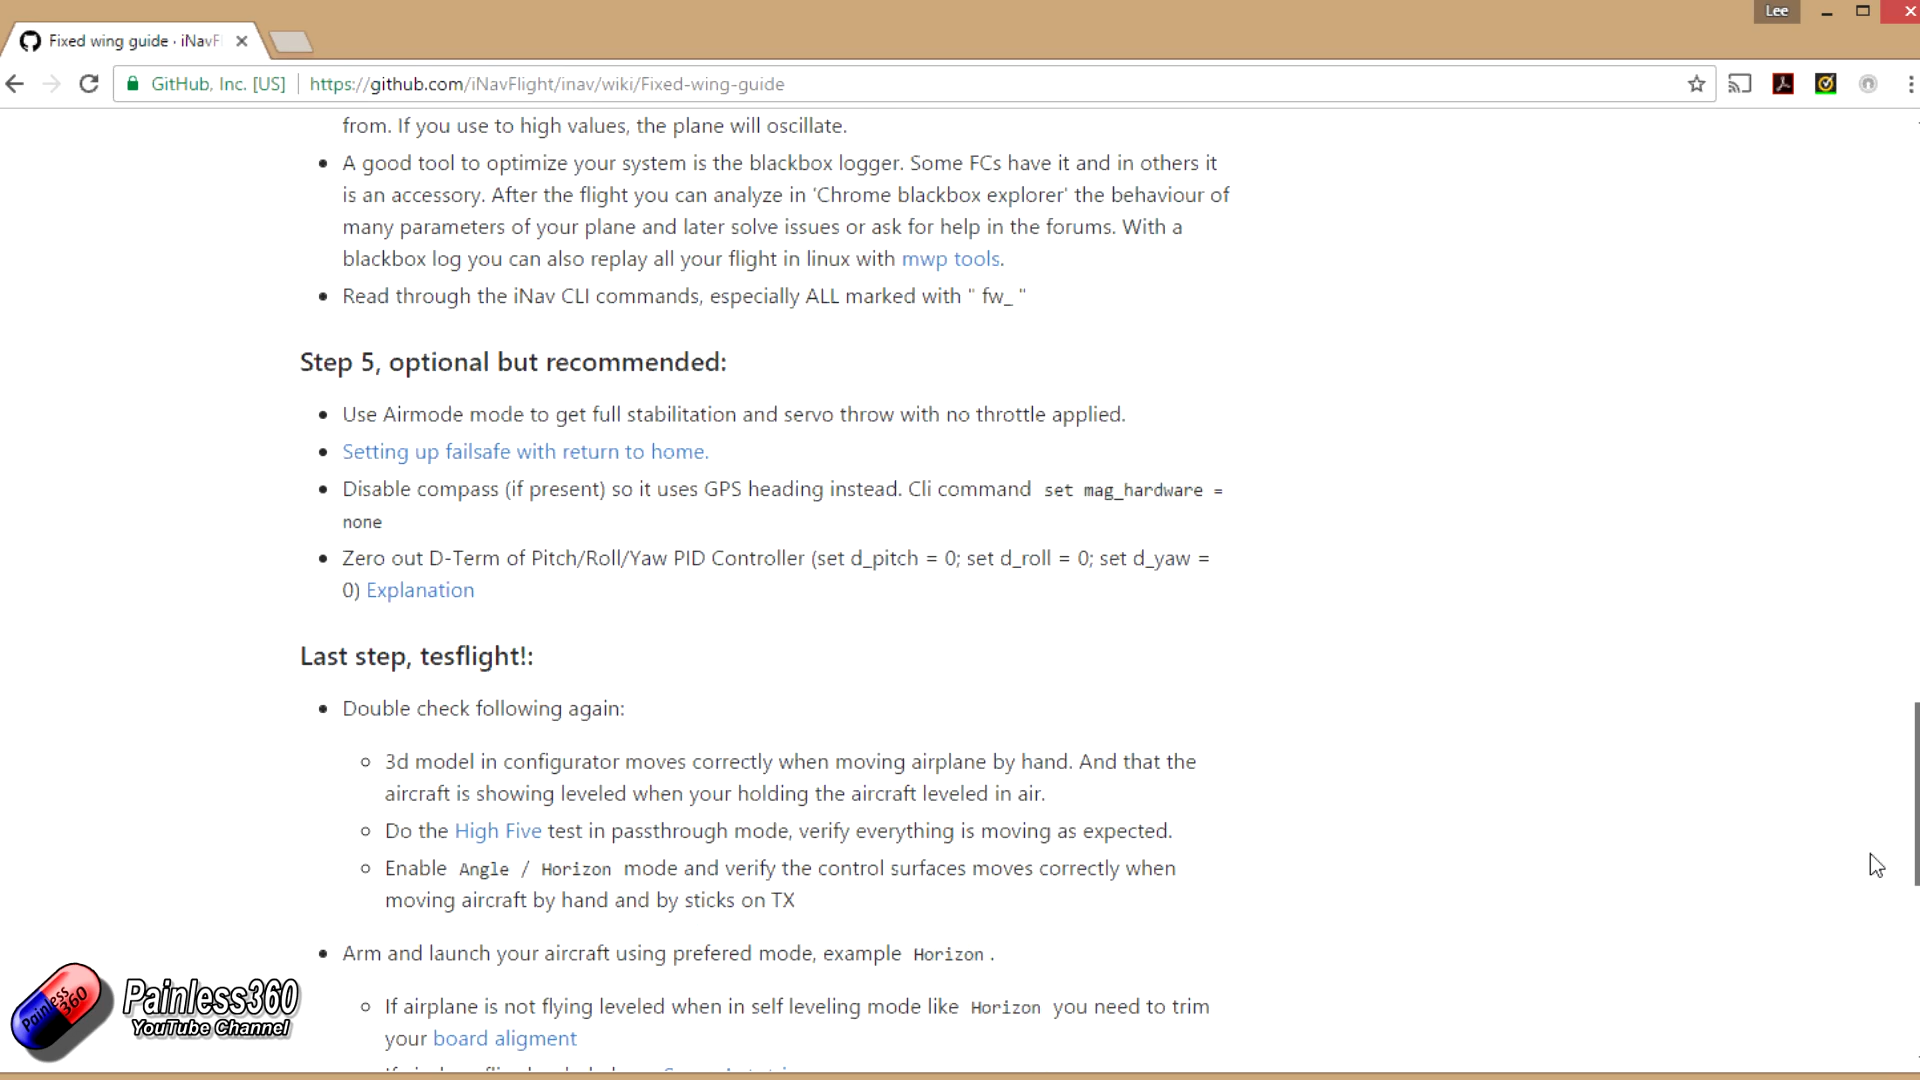 Lee
Fixed wing guide · iNavF
GitHub, Inc. [US] https://github.com/iNavFlight/inav/wiki/Fixed-wing-guide
from. If you use to high values, the plane will oscillate.
A good tool to optimize your system is the blackbox logger. Some FCs have it and in others it
is an accessory. After the flight you can analyze in 'Chrome blackbox explorer' the behaviour of
many parameters of your plane and later solve issues or ask for help in the forums. With a
blackbox log you can also replay all your flight in linux with mwp tools.
Read through the iNav CLI commands, especially ALL marked with " fw_ "
Step 5, optional but recommended:
Use Airmode mode to get full stabilitation and servo throw with no throttle applied.
Setting up failsafe with return to home.
Disable compass (if present) so it uses GPS heading instead. Cli command set mag_hardware =
none
Zero out D-Term of Pitch/Roll/Yaw PID Controller (set d_pitch = 0; set d_roll = 0; set d_yaw =
0) Explanation
Last step, tesflight!:
Double check following again:
3d model in configurator moves correctly when moving airplane by hand. And that the
aircraft is showing leveled when your holding the aircraft leveled in air.
Do the High Five test in passthrough mode, verify everything is moving as expected.
Enable Angle / Horizon mode and verify the control surfaces moves correctly when
moving aircraft by hand and by sticks on TX
Arm and launch your aircraft using prefered mode, example Horizon .
If airplane is not flying leveled when in self leveling mode like Horizon you need to trim
your board aligment
Painless 360
Painless360
YouTube Channel